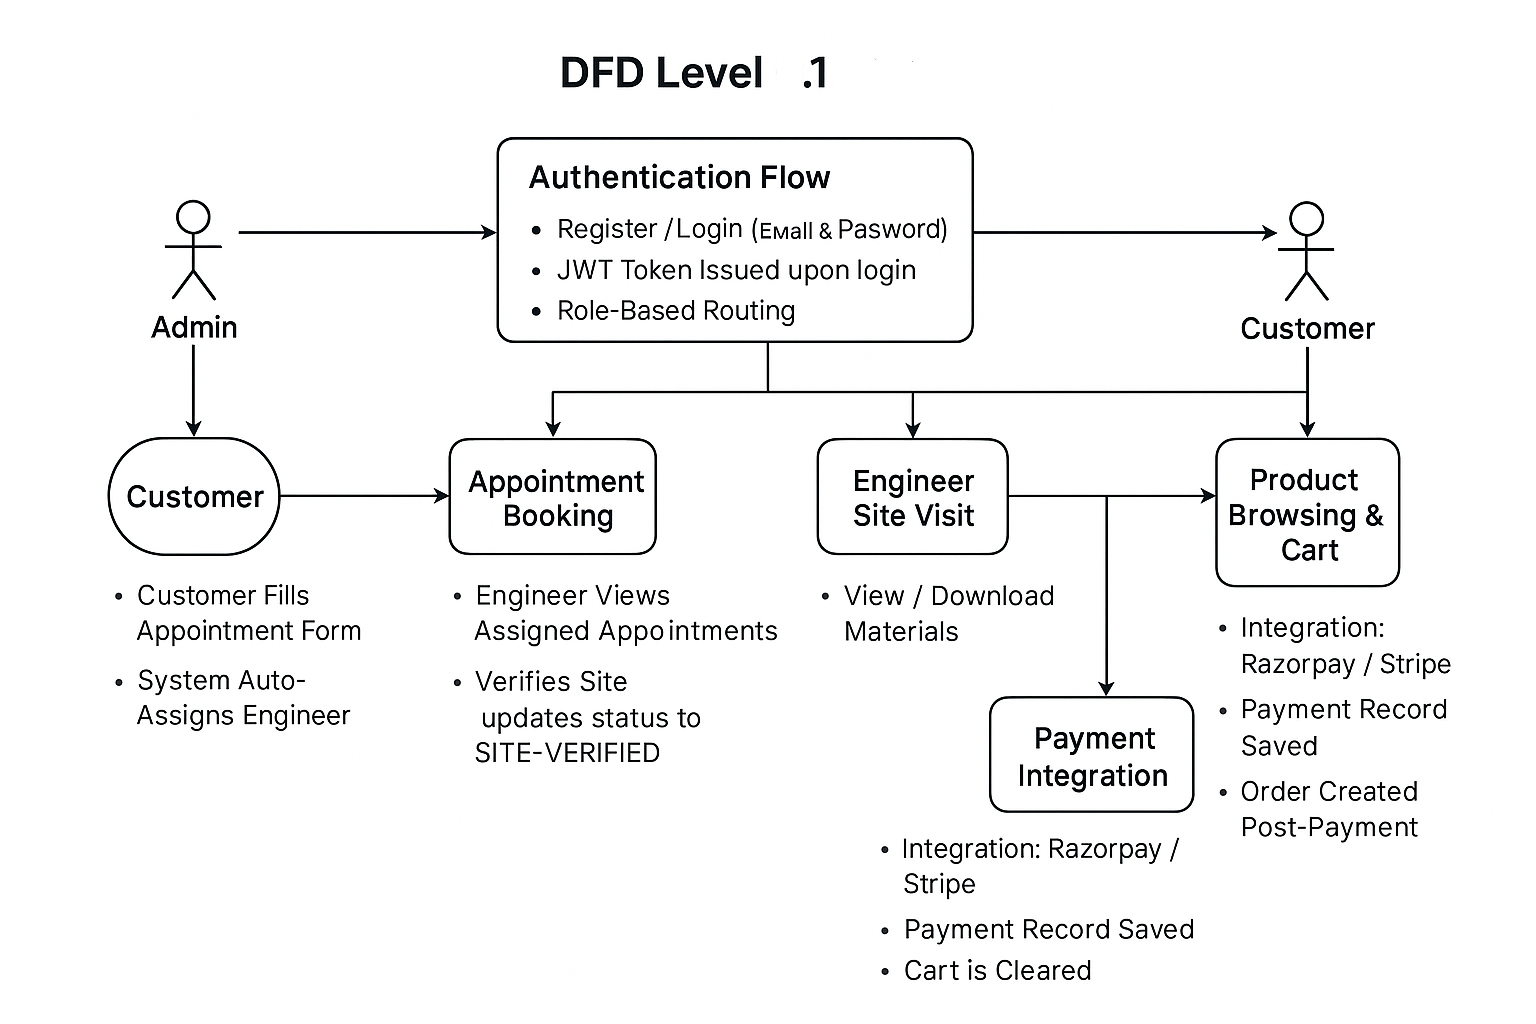 DFD Level .1
Authentication Flow
• Register /Login (Emall & Pasword)
• JWT Token Issued upon login
• Role-Based Routing
Admin
Customer
Customer
Appointment
Booking
Engineer
Site Visit
Product
Browsing &
Cart
• Customer Fills
Appointment Form
• System Auto-
Assigns Engineer
• Engineer Views
Assigned Appointments
• Verifies Site
updates status to
SITE-VERIFIED
• View / Download
Materials
• Integration:
Razorpay / Stripe
• Payment Record
Saved
• Order Created
Post-Payment
Payment
Integration
• Integration: Razorpay /
Stripe
• Payment Record Saved
• Cart is Cleared